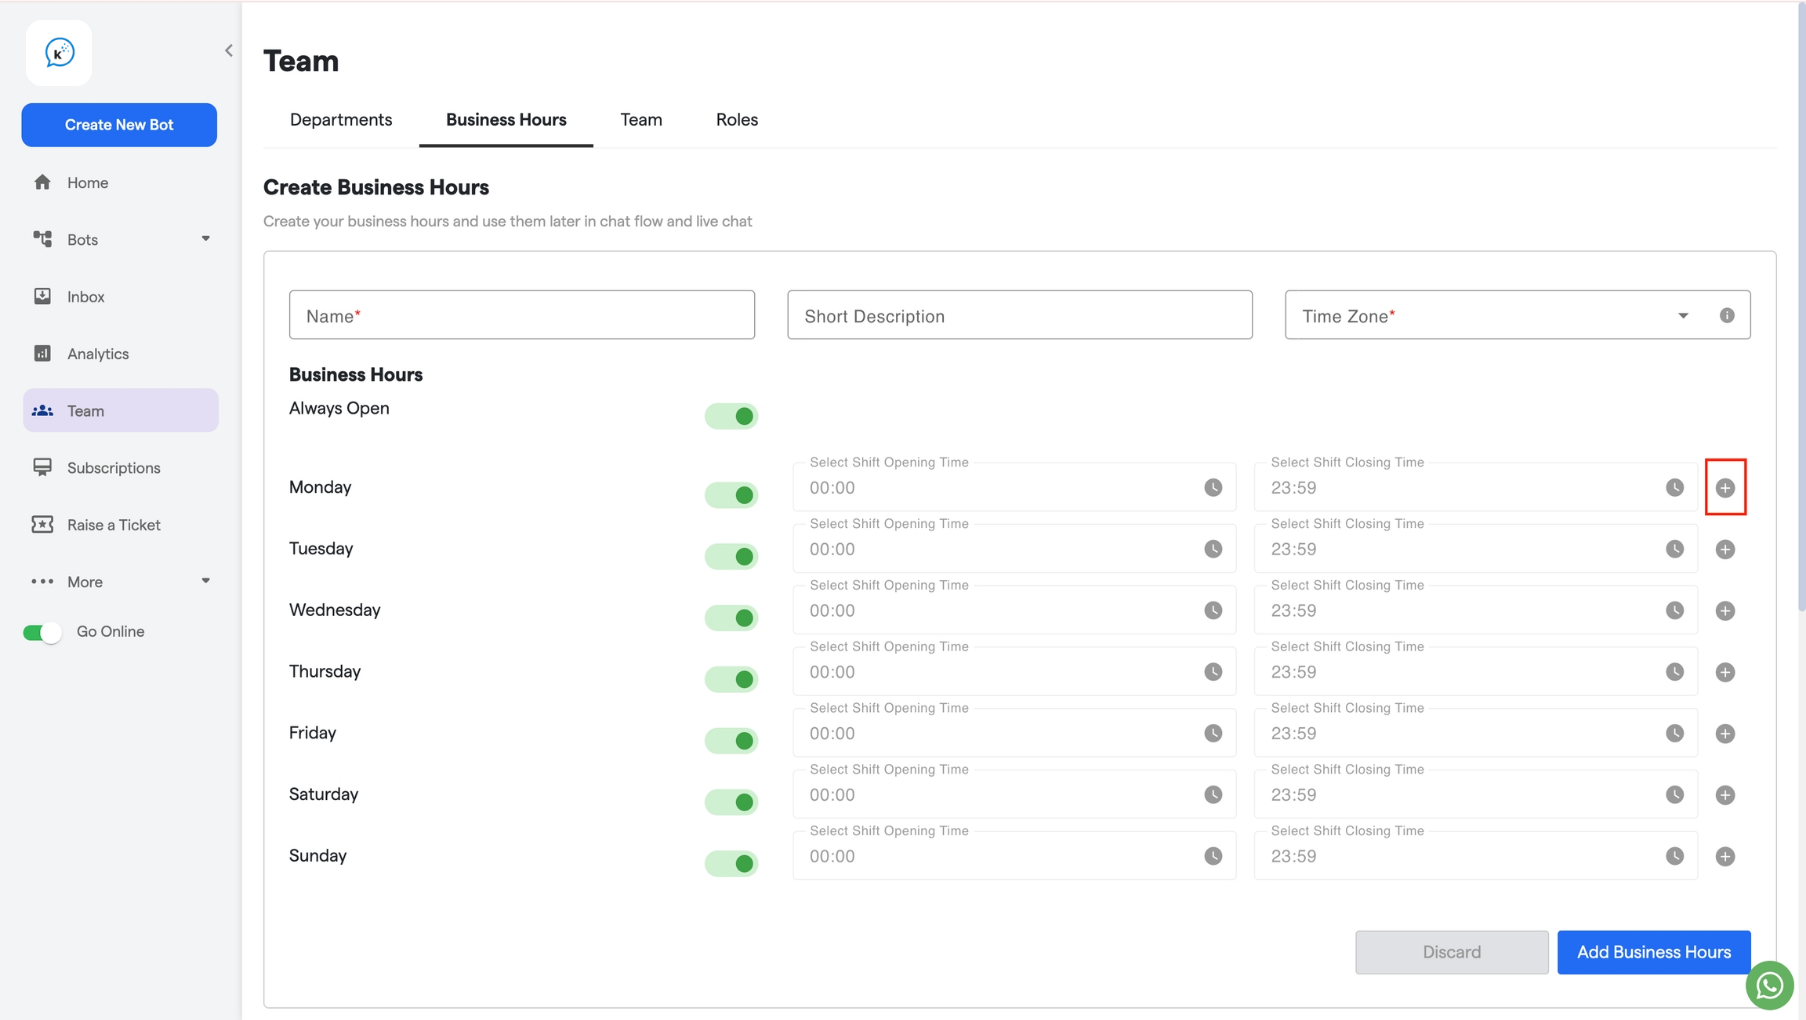 K
Create New Bot
Home
Bots
Inbox
Analytics
Team
Subscriptions
Raise a Ticket
More
Go Online
Team
Departments Business Hours Team Roles
Create Business Hours
Create your business hours and use them later in chat flow and live chat
Name* Short Description Time Zone*
Business Hours
Always Open
Select Shift Opening Time Select Shift Closing Time
Monday 00:00 23:59
Select Shift Opening Time Select Shift Closing Time
Tuesday 00:00 23:59
Select Shift Opening Time Select Shift Closing Time
Wednesday 00:00 23:59
Select Shift Opening Time Select Shift Closing Time
Thursday 00:00 23:59
Select Shift Opening Time Select Shift Closing Time
Friday 00:00 23:59
Select Shift Opening Time Select Shift Closing Time
Saturday 00:00 23:59
Select Shift Opening Time Select Shift Closing Time
Sunday 00:00 23:59
Discard Add Business Hours